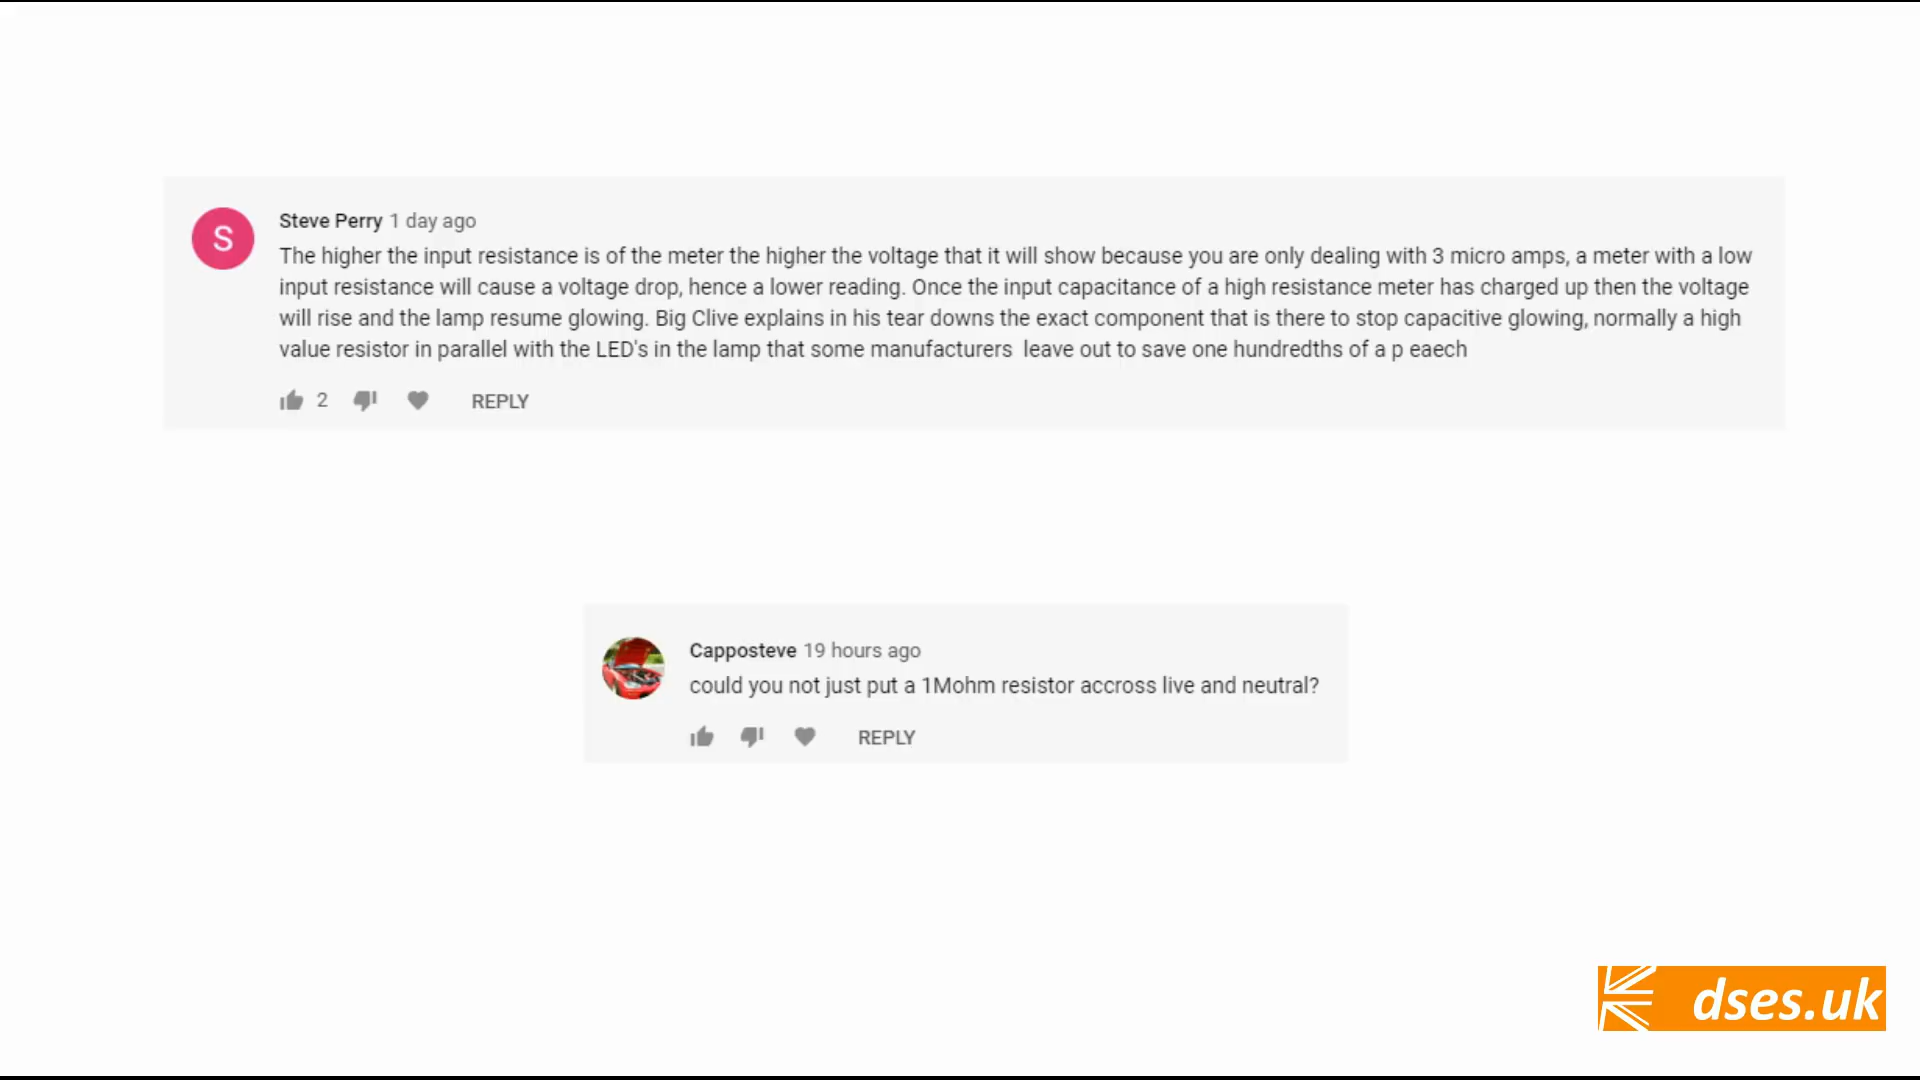 S
Steve Perry 1 day ago
The higher the input resistance is of the meter the higher the voltage that it will show because you are only dealing with 3 micro amps, a meter with a low
input resistance will cause a voltage drop, hence a lower reading. Once the input capacitance of a high resistance meter has charged up then the voltage
will rise and the lamp resume glowing. Big Clive explains in his tear downs the exact component that is there to stop capacitive glowing, normally a high
value resistor in parallel with the LED's in the lamp that some manufacturers  leave out to save one hundredths of a p eaech
2 REPLY
Capposteve 19 hours ago
could you not just put a 1Mohm resistor accross live and neutral?
REPLY
dses.uk